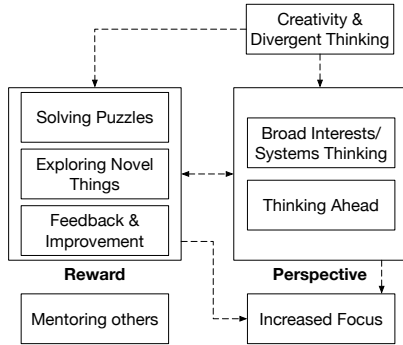 Creativity &
Divergent Thinking
Solving Puzzles
Exploring Novel
Things
Feedback &
Improvement
Reward
Mentoring others
Broad Interests/
Systems Thinking
Thinking Ahead
Perspective
Increased Focus